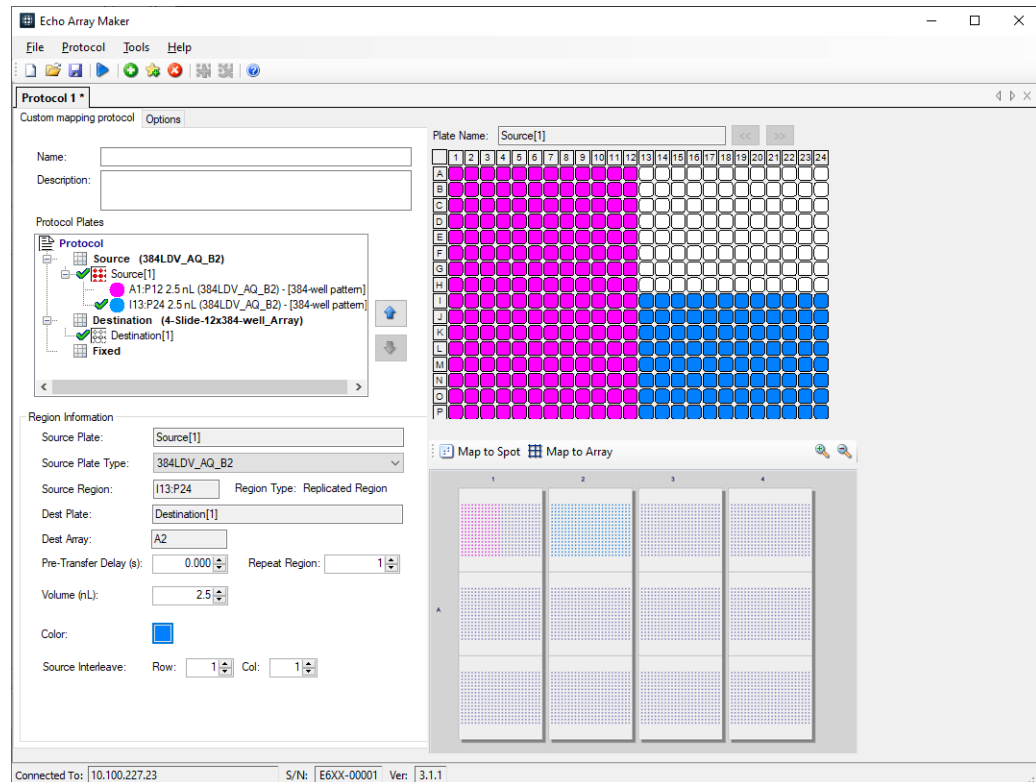 Echo Array Maker
File Protocol Tools Help
Protocol 1 *
Custom mapping protocol Options
Name:
Description:
Protocol Plates
Protocol
Source (384LDV_AQ_B2)
Source[1]
A1:P12 2.5 nL (384LDV_AQ_B2) - [384-well pattern]
I13:P24 2.5 nL (384LDV_AQ_B2) - [384-well pattern]
Destination (4-Slide-12x384-well_Array)
Destination[1]
Fixed
Region Information
Source Plate: Source[1]
Source Plate Type: 384LDV_AQ_B2
Source Region: I13:P24 Region Type: Replicated Region
Dest Plate: Destination[1]
Dest Array: A2
Pre-Transfer Delay (s): 0.000 Repeat Region: 1
Volume (nL): 2.5
Color:
Source Interleave: Row: 1 Col: 1
Plate Name: Source[1] << >>
1 2 3 4 5 6 7 8 9 10 11 12 13 14 15 16 17 18 19 20 21 22 23 24
A
B
C
D
E
F
G
H
I
J
K
L
M
N
O
P
Map to Spot Map to Array
1 2 3 4
A
Connected To: 10.100.227.23 S/N: E6XX-00001 Ver: 3.1.1